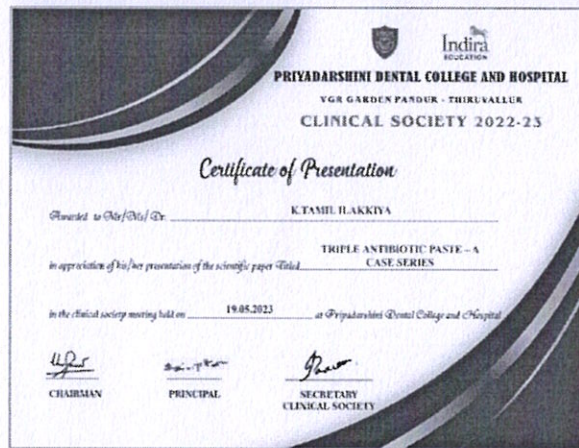 Indira
EDUCATION
PRIYADARSHINI DENTAL COLLEGE AND HOSPITAL
VGR GARDEN PANDUR - THIRUVALLUR
CLINICAL SOCIETY 2022-23
Certificate of Presentation
Awarded to Mr/Ms/ Dr. K.TAMIL ILAKKIYA
in appreciation of his/her presentation of the scientific paper Titled TRIPLE ANTIBIOTIC PASTE – A
CASE SERIES
in the clinical society meeting held on 19.05.2023 at Priyadarshini Dental College and Hospital
CHAIRMAN PRINCIPAL SECRETARY
CLINICAL SOCIETY